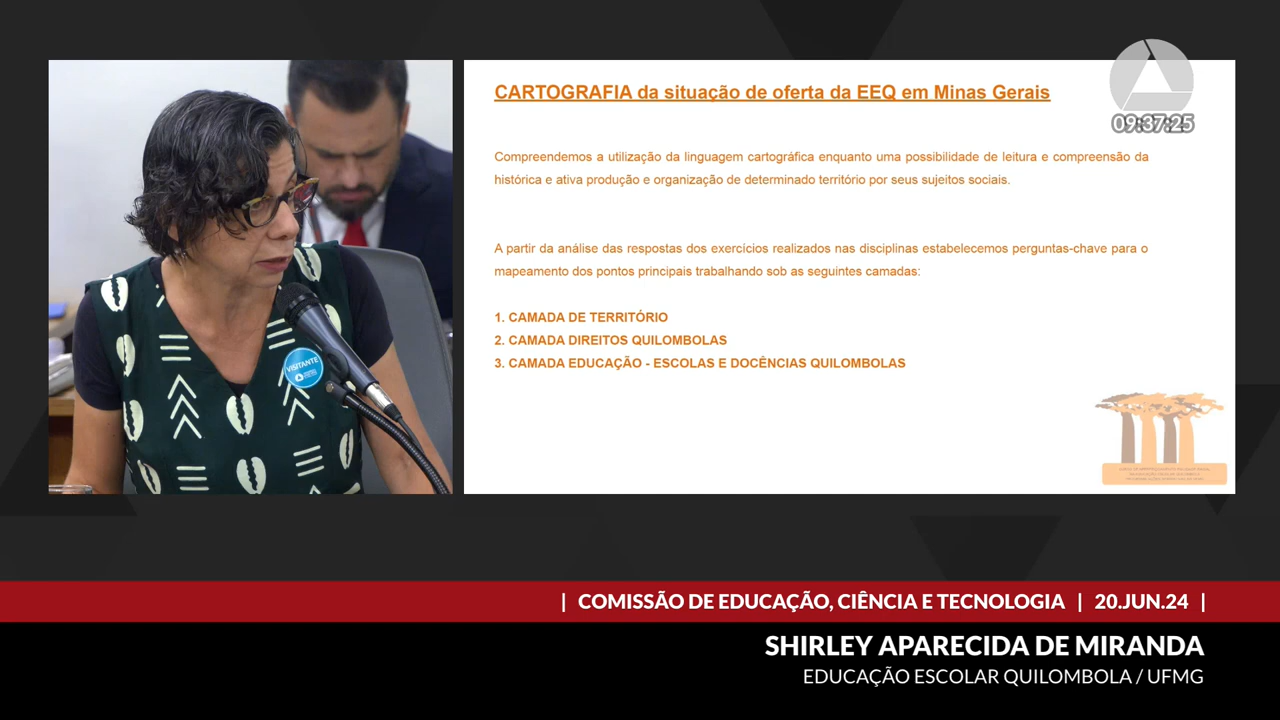 CARTOGRAFIA da situação de oferta da EEQ em Minas Gerais
09:37:25
Compreendemos a utilização da linguagem cartográfica enquanto uma possibilidade de leitura e compreensão da
histórica e ativa produção e organização de determinado território por seus sujeitos sociais.
A partir da análise das respostas dos exercícios realizados nas disciplinas estabelecemos perguntas-chave para o
mapeamento dos pontos principais trabalhando sob as seguintes camadas:
1. CAMADA DE TERRITÓRIO
2. CAMADA DIREITOS QUILOMBOLAS
3. CAMADA EDUCAÇÃO - ESCOLAS E DOCÊNCIAS QUILOMBOLAS
VISITANTE
| COMISSÃO DE EDUCAÇÃO, CIÊNCIA E TECNOLOGIA | 20.JUN.24 |
SHIRLEY APARECIDA DE MIRANDA
EDUCAÇÃO ESCOLAR QUILOMBOLA / UFMG